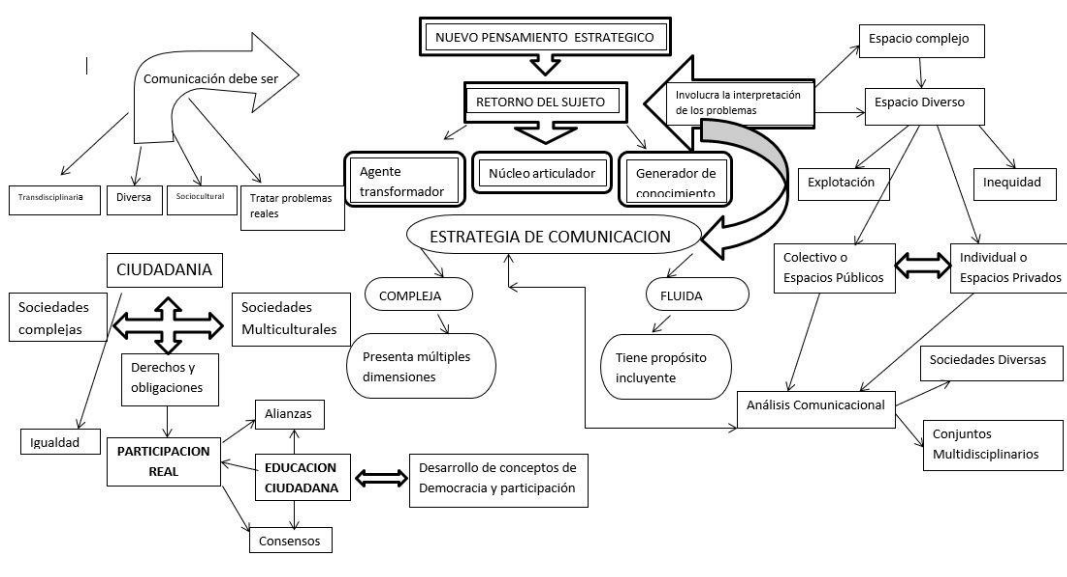 NUEVO PENSAMIENTO ESTRATEGICO
Espacio complejo
Comunicación debe ser
RETORNO DEL SUJETO
Involucra la interpretación
de los problemas
Espacio Diverso
Agente
transformador
Núcleo articulador
Generador de
conocimiento
Explotación
Inequidad
Transdisciplinaria
Diversa
Sociocultural
Tratar problemas
reales
ESTRATEGIA DE COMUNICACION
Colectivo o
Espacios Públicos
Individual o
Espacios Privados
CIUDADANIA
COMPLEJA
FLUIDA
Sociedades
complejas
Sociedades
Multiculturales
Presenta múltiples
dimensiones
Tiene propósito
incluyente
Sociedades Diversas
Derechos y
obligaciones
Análisis Comunicacional
Alianzas
Igualdad
Conjuntos
Multidisciplinarios
PARTICIPACION
REAL
EDUCACION
CIUDADANA
Desarrollo de conceptos de
Democracia y participación
Consensos